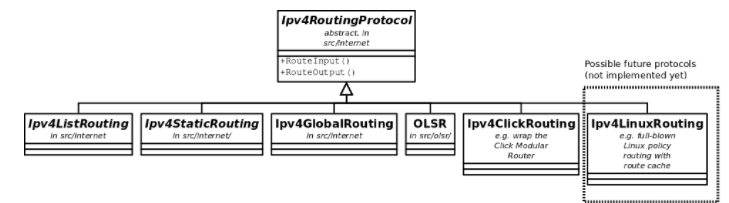 Ipv4RoutingProtocol
abstract, in
src/internet
+RouteInput()
+RouteOutput()
Possible future protocols
(not implemented yet)
Ipv4ListRouting
in src/internet
Ipv4StaticRouting
in src/internet/
Ipv4GlobalRouting
in src/internet
OLSR
in src/olsr/
Ipv4ClickRouting
e.g. wrap the
Click Modular
Router
Ipv4LinuxRouting
e.g. full-blown
Linux policy
routing with
route cache